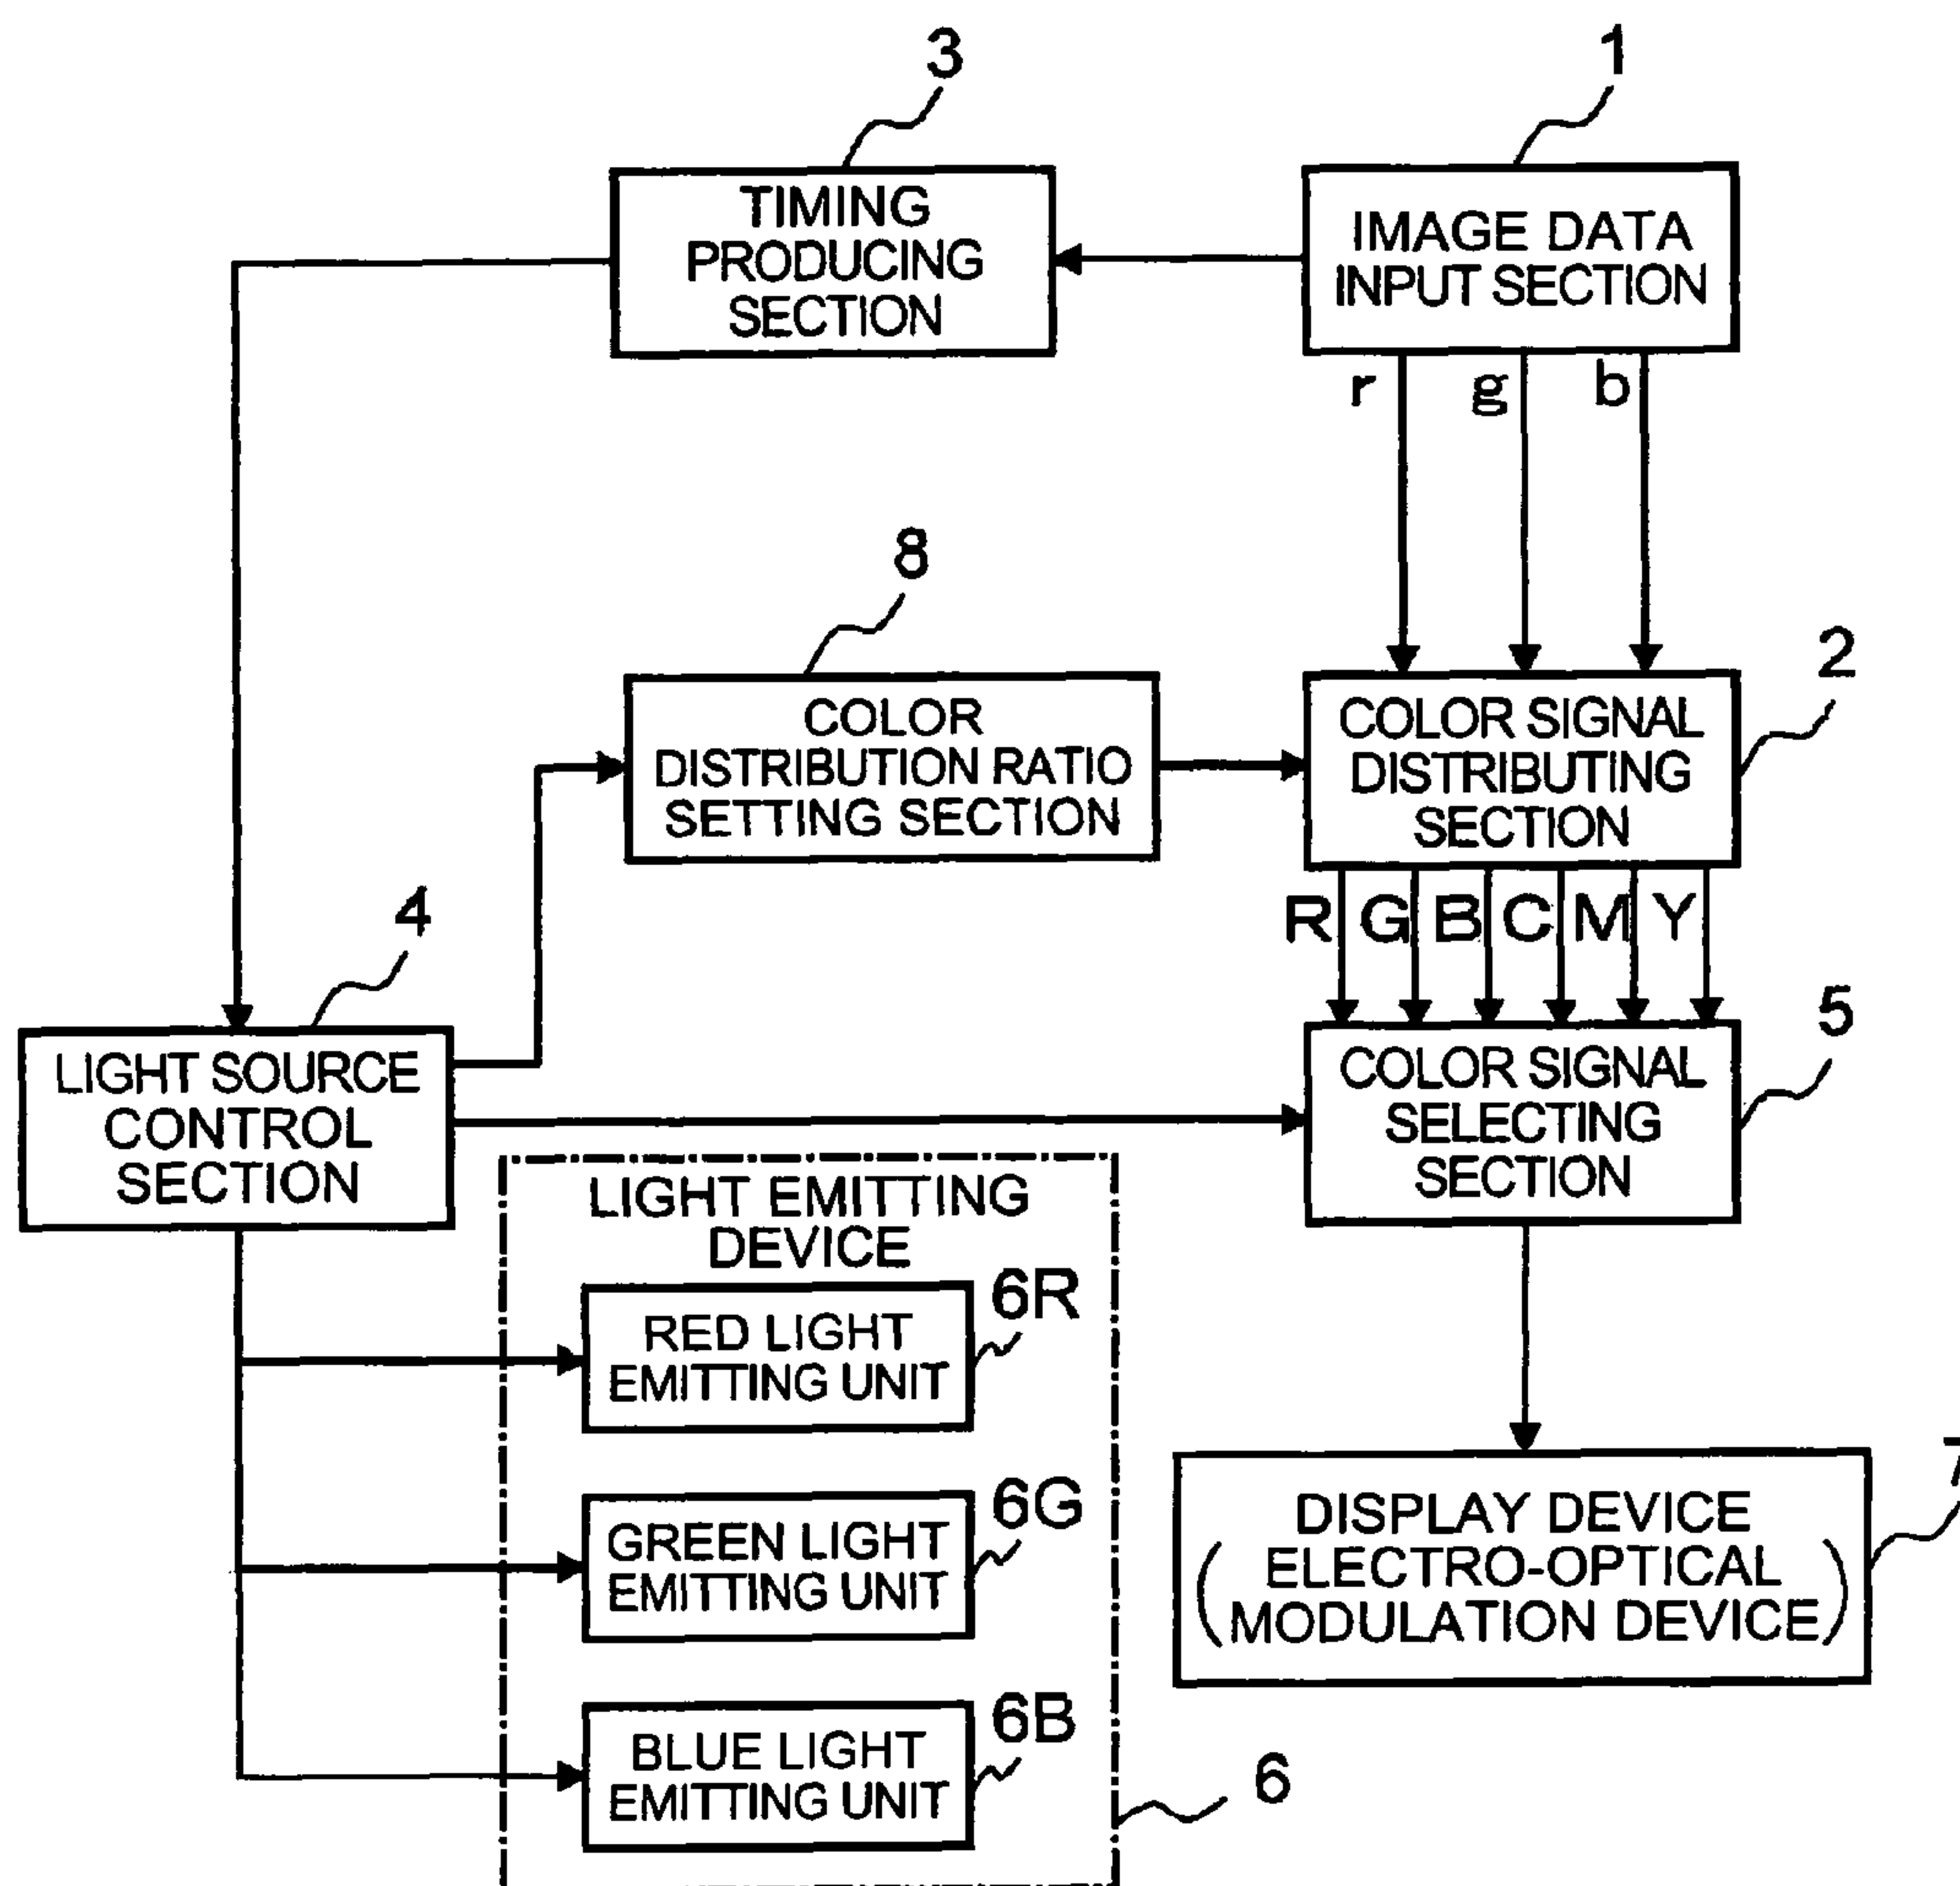 3
1
TIMING
PRODUCING
SECTION
IMAGE DATA
INPUT SECTION
r g b
8
2
COLOR
DISTRIBUTION RATIO
SETTING SECTION
COLOR SIGNAL
DISTRIBUTING
SECTION
R G B C M Y
4
5
LIGHT SOURCE
CONTROL
SECTION
COLOR SIGNAL
SELECTING
SECTION
LIGHT EMITTING
DEVICE
6R
RED LIGHT
EMITTING UNIT
6G
GREEN LIGHT
EMITTING UNIT
6B
BLUE LIGHT
EMITTING UNIT
6
DISPLAY DEVICE
(ELECTRO-OPTICAL
MODULATION DEVICE)